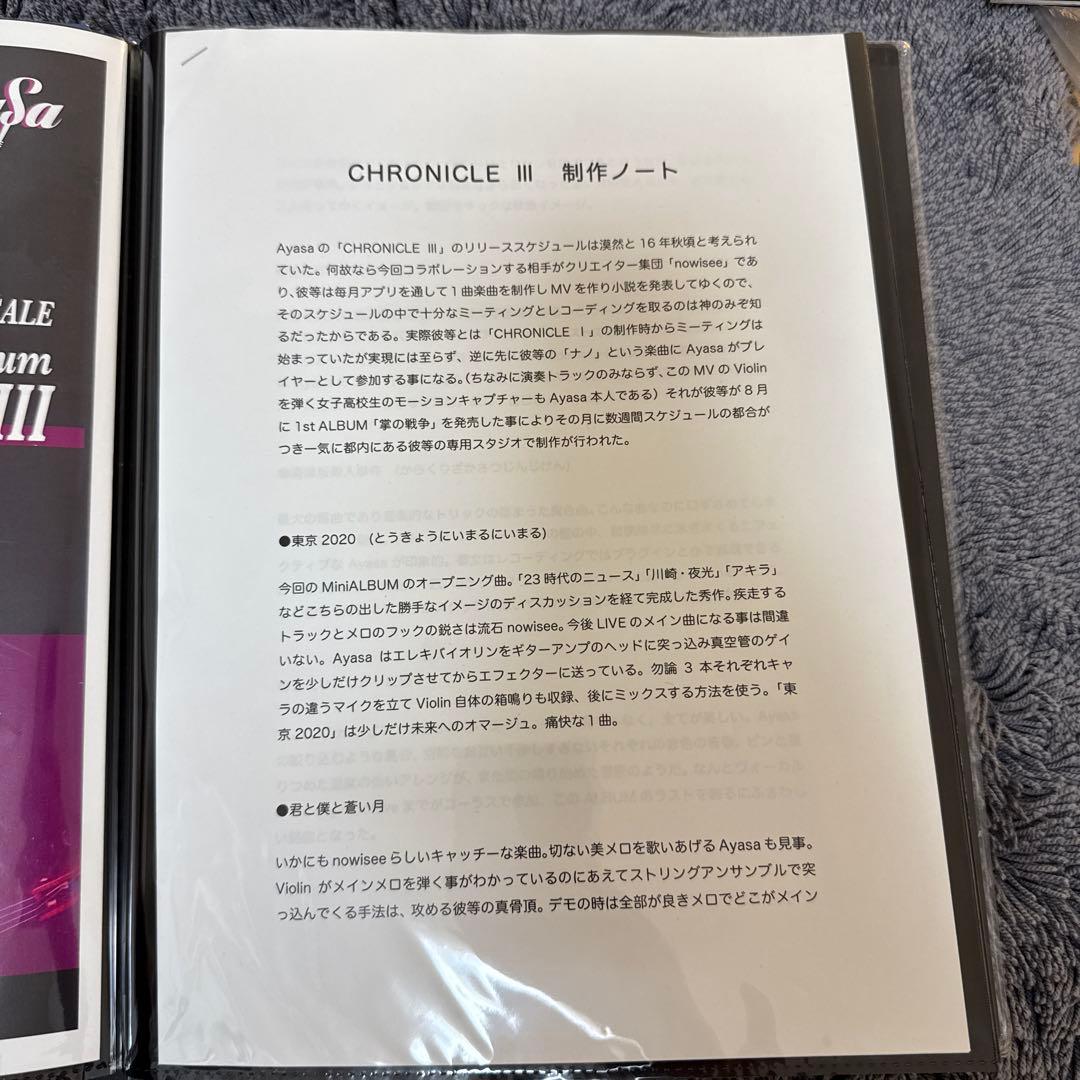 Sa
CALE
um
III
CHRONICLE Ⅲ　制作ノート
Ayasaの「CHRONICLE Ⅲ」のリリーススケジュールは漠然と16年秋頃と考えられ
ていた。何故なら今回コラボレーションする相手がクリエイター集団「nowisee」であ
り、彼等は毎月アプリを通して1曲楽曲を制作しMVを作り小説を発表してゆくので、
そのスケジュールの中で十分なミーティングとレコーディングを取るのは神のみぞ知
るだったからである。実際彼等とは「CHRONICLE Ⅰ」の制作時からミーティングは
始まっていたが実現には至らず、逆に先に彼等の「ナノ」という楽曲にAyasaがプレ
イヤーとして参加する事になる。(ちなみに演奏トラックのみならず、このMVのViolin
を弾く女子高校生のモーションキャプチャーもAyasa本人である）それが彼等が8月
に1st ALBUM「掌の戦争」を発売した事によりその月に数週間スケジュールの都合が
つき一気に都内にある彼等の専用スタジオで制作が行われた。
●東京2020　(とうきょうにいまるにいまる)
今回のMiniALBUMのオープニング曲。「23時代のニュース」「川崎・夜光」「アキラ」
などこちらの出した勝手なイメージのディスカッションを経て完成した秀作。疾走する
トラックとメロのフックの鋭さは流石nowisee。今後LIVEのメイン曲になる事は間違
いない。Ayasaはエレキバイオリンをギターアンプのヘッドに突っ込み真空管のゲイ
ンを少しだけクリップさせてからエフェクターに送っている。勿論3本それぞれキャ
ラの違うマイクを立てViolin自体の箱鳴りも収録、後にミックスする方法を使う。「東
京2020」は少しだけ未来へのオマージュ。痛快な1曲。
●君と僕と蒼い月
いかにもnowiseeらしいキャッチーな楽曲。切ない美メロを歌いあげるAyasaも見事。
Violinがメインメロを弾く事がわかっているのにあえてストリングアンサンブルで突
っ込んでくる手法は、攻める彼等の真骨頂。デモの時は全部が良きメロでどこがメイン